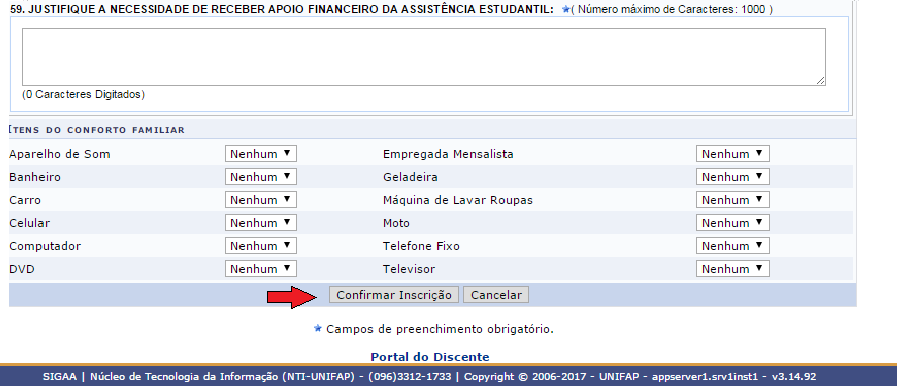 59. JUSTIFIQUE A NECESSIDADE DE RECEBER APOIO FINANCEIRO DA ASSISTÊNCIA ESTUDANTIL: ★( Número máximo de Caracteres: 1000 )
(0 Caracteres Digitados)
ITENS DO CONFORTO FAMILIAR
Aparelho de Som Nenhum ▼ Empregada Mensalista Nenhum ▼
Banheiro Nenhum ▼ Geladeira Nenhum ▼
Carro Nenhum ▼ Máquina de Lavar Roupas Nenhum ▼
Celular Nenhum ▼ Moto Nenhum ▼
Computador Nenhum ▼ Telefone Fixo Nenhum ▼
DVD Nenhum ▼ Televisor Nenhum ▼
Confirmar Inscrição Cancelar
★ Campos de preenchimento obrigatório.
Portal do Discente
SIGAA | Núcleo de Tecnologia da Informação (NTI-UNIFAP) - (096)3312-1733 | Copyright © 2006-2017 - UNIFAP - appserver1.srv1inst1 - v3.14.92